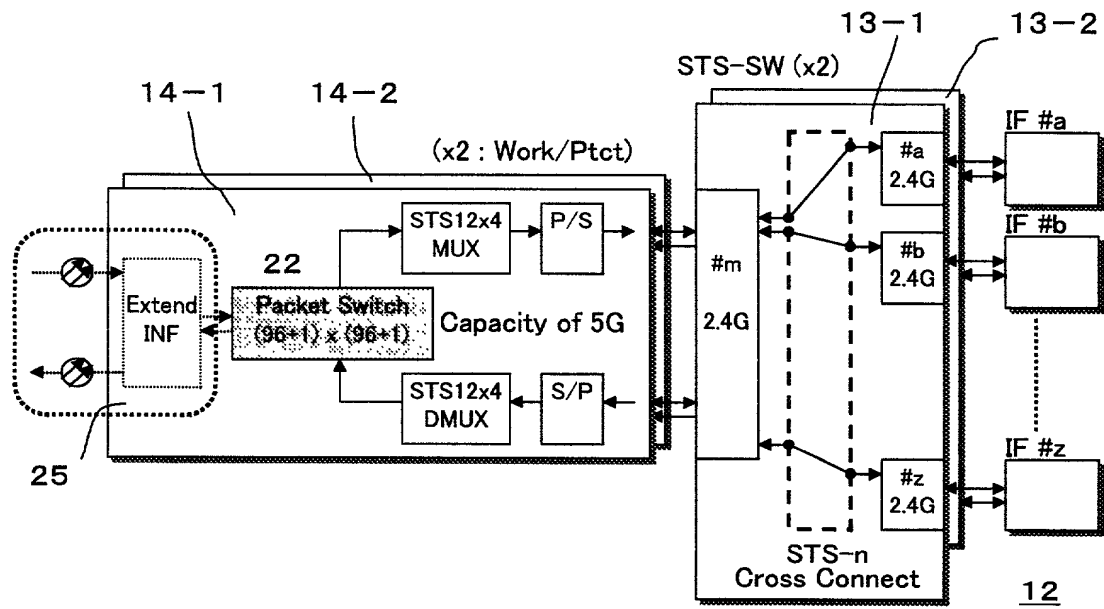 13-1
13-2
STS-SW (x2)
14-1
14-2
(x2 : Work/Ptct)
IF #a
#a
2.4G
STS12x4
MUX
P/S
IF #b
22
#b
2.4G
#m
2.4G
Extend
INF
Packet Switch
(96+1) x (96+1)
Capacity of 5G
STS12x4
DMUX
S/P
IF #z
25
#z
2.4G
STS-n
Cross Connect
12